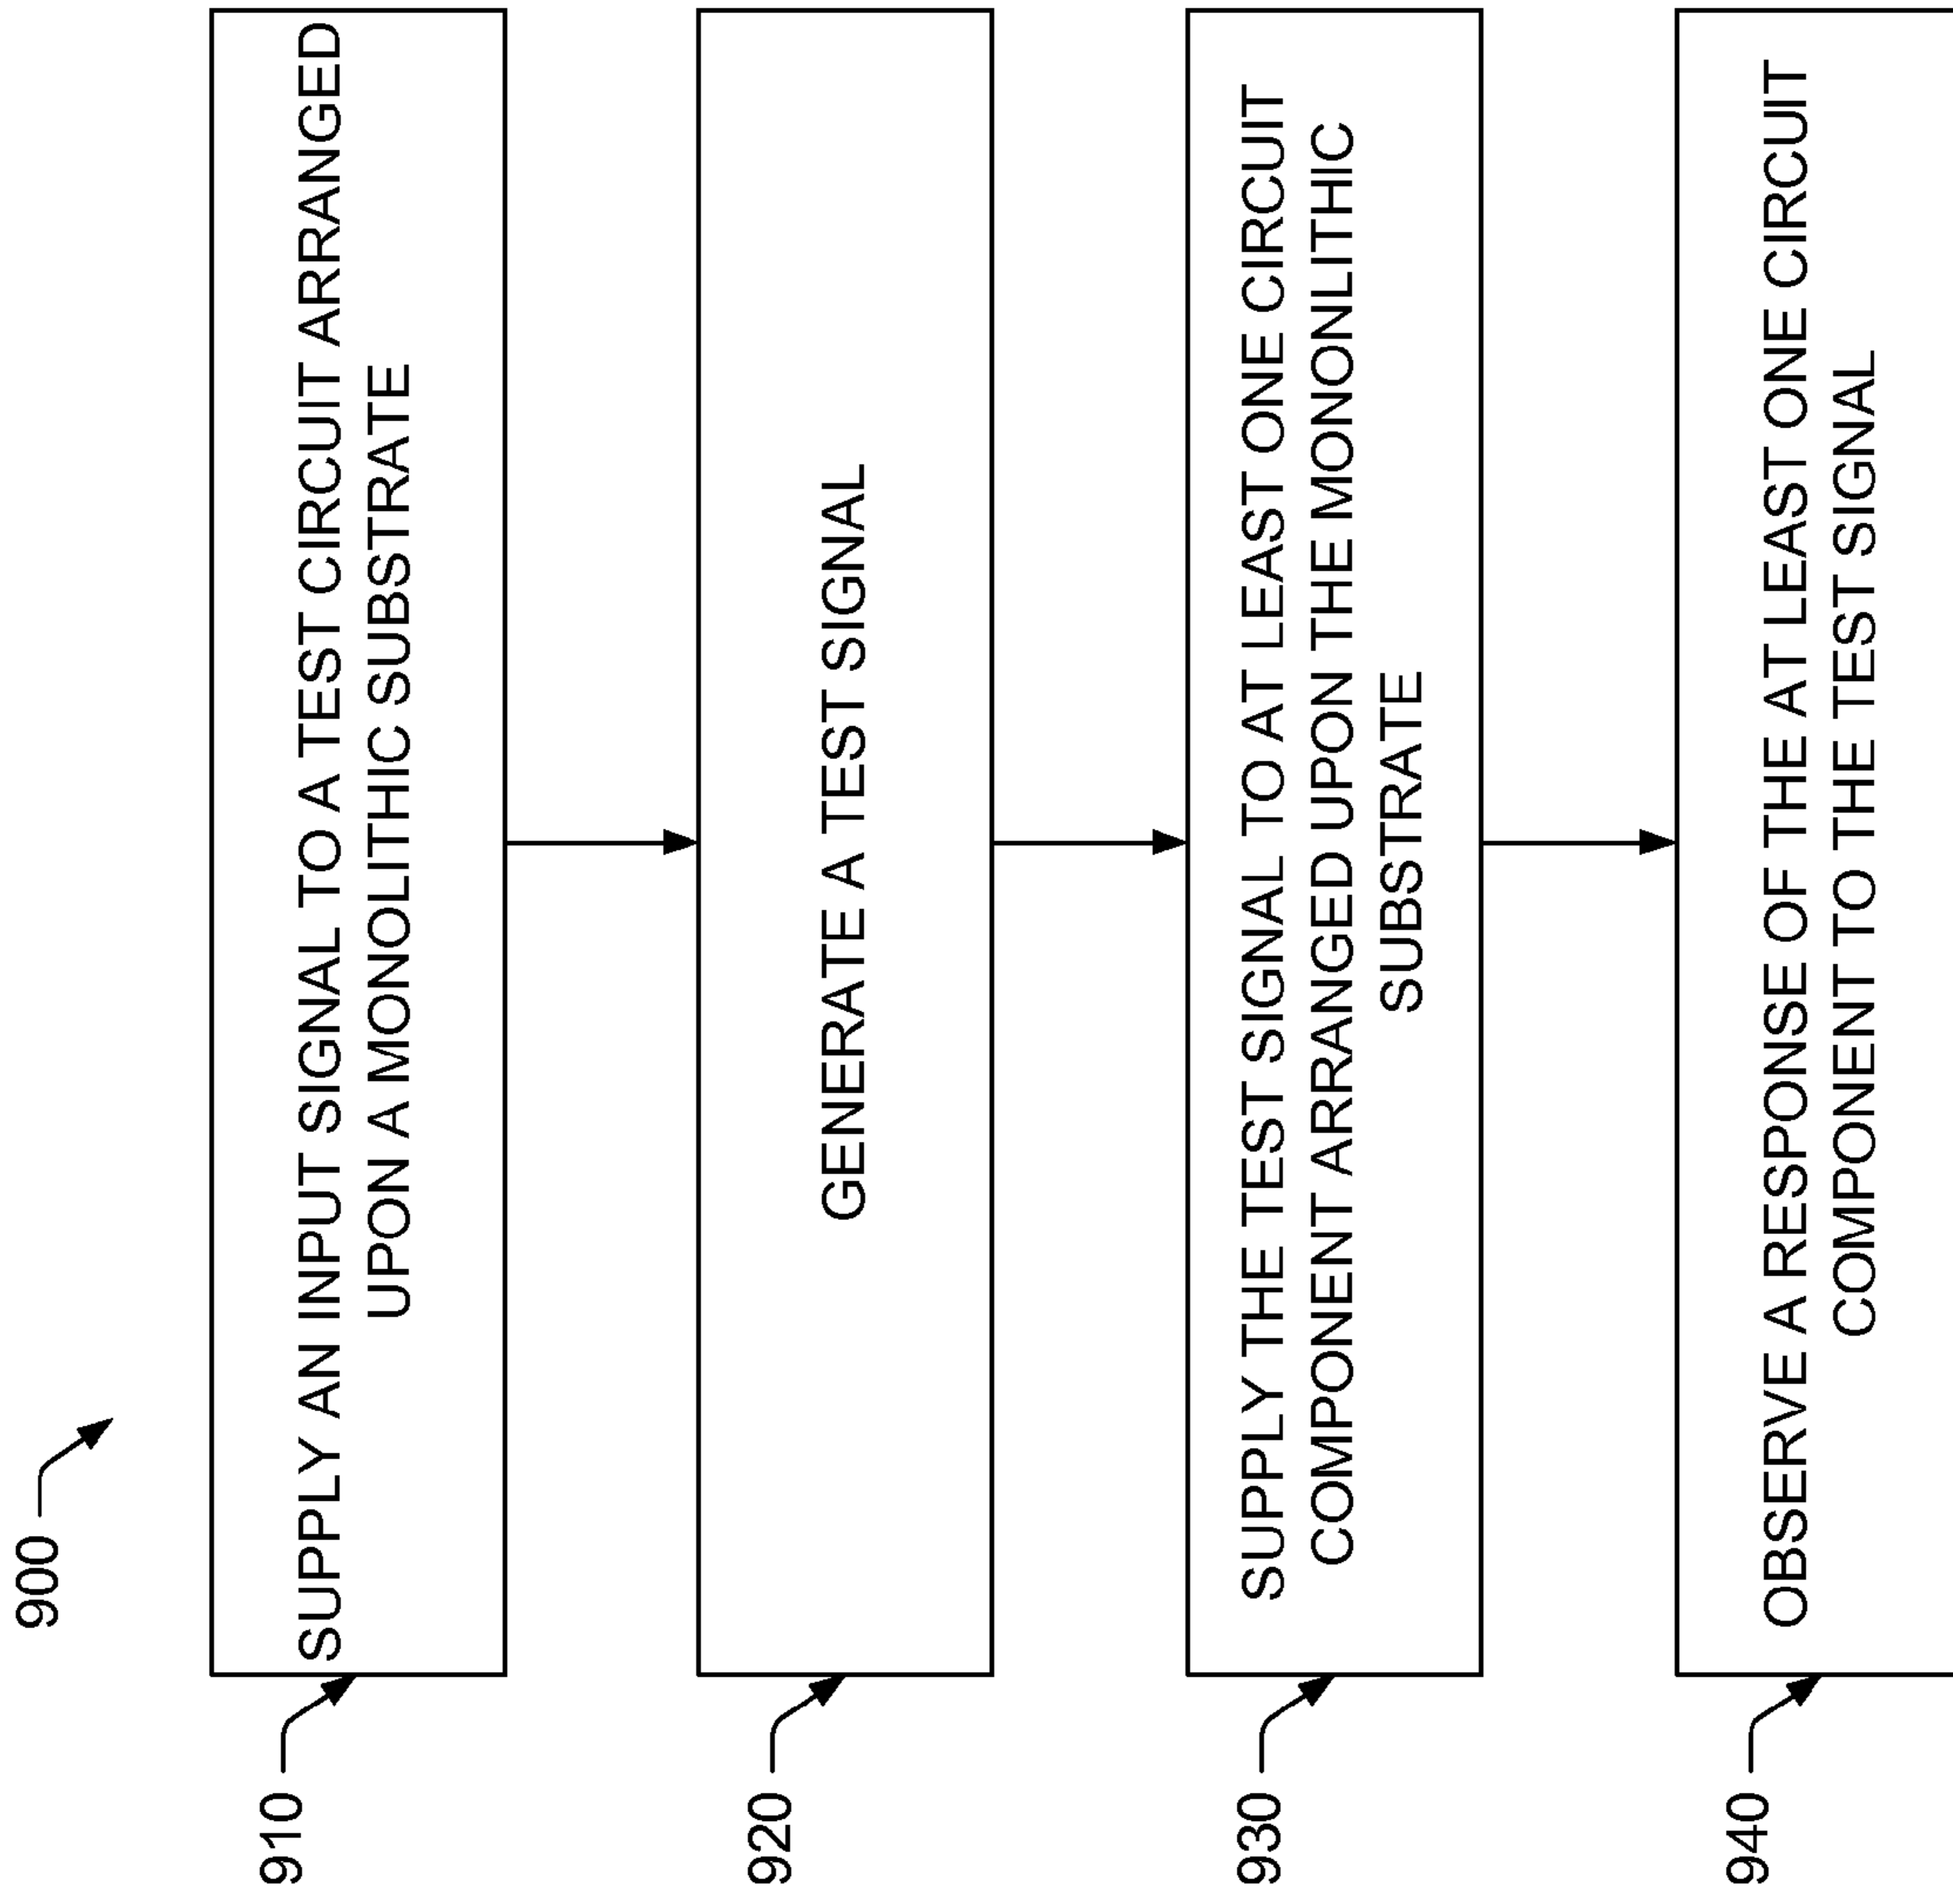 900
910
SUPPLY AN INPUT SIGNAL TO A TEST CIRCUIT ARRANGED
UPON A MONOLITHIC SUBSTRATE
920
GENERATE A TEST SIGNAL
930
SUPPLY THE TEST SIGNAL TO AT LEAST ONE CIRCUIT
COMPONENT ARRANGED UPON THE MONONLITHIC
SUBSTRATE
940
OBSERVE A RESPONSE OF THE AT LEAST ONE CIRCUIT
COMPONENT TO THE TEST SIGNAL